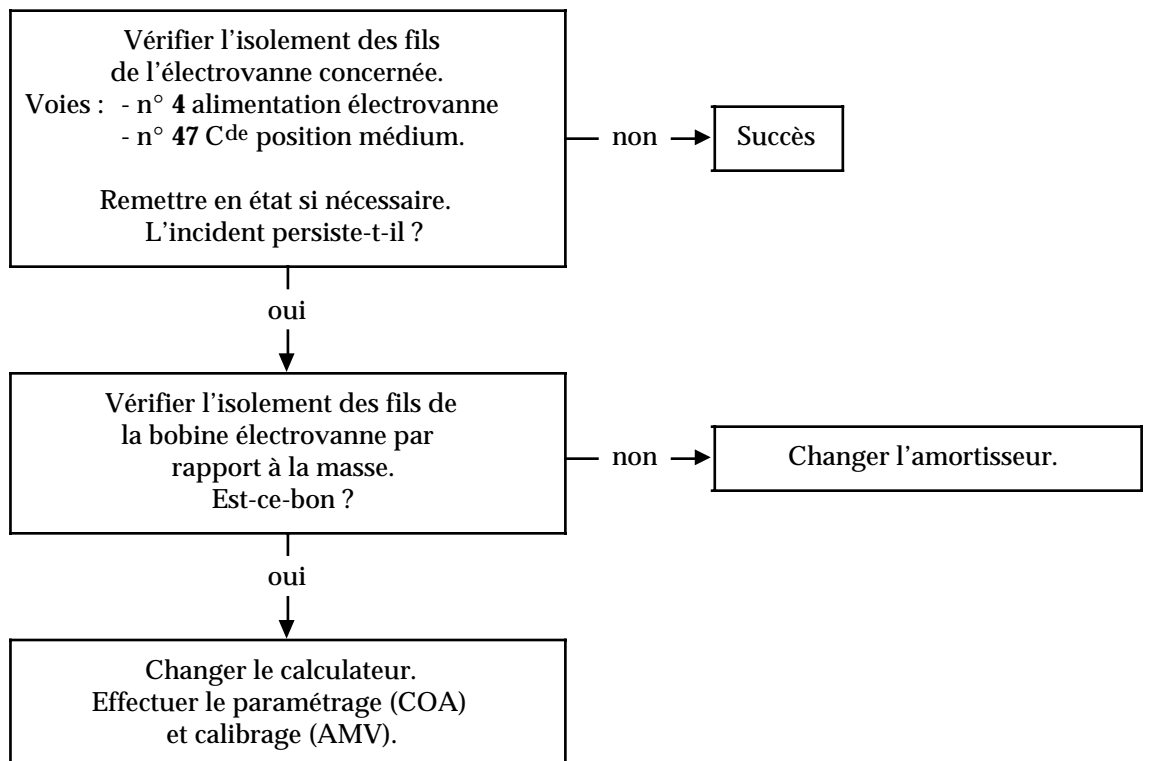 Vérifier l’isolement des fils
de l’électrovanne concernée.
Voies : - n° 4 alimentation électrovanne
- n° 47 Cde position médium.
Remettre en état si nécessaire.
L’incident persiste-t-il ?
non
Succès
oui
Vérifier l’isolement des fils de
la bobine électrovanne par
rapport à la masse.
Est-ce-bon ?
non
Changer l’amortisseur.
oui
Changer le calculateur.
Effectuer le paramétrage (COA)
et calibrage (AMV).